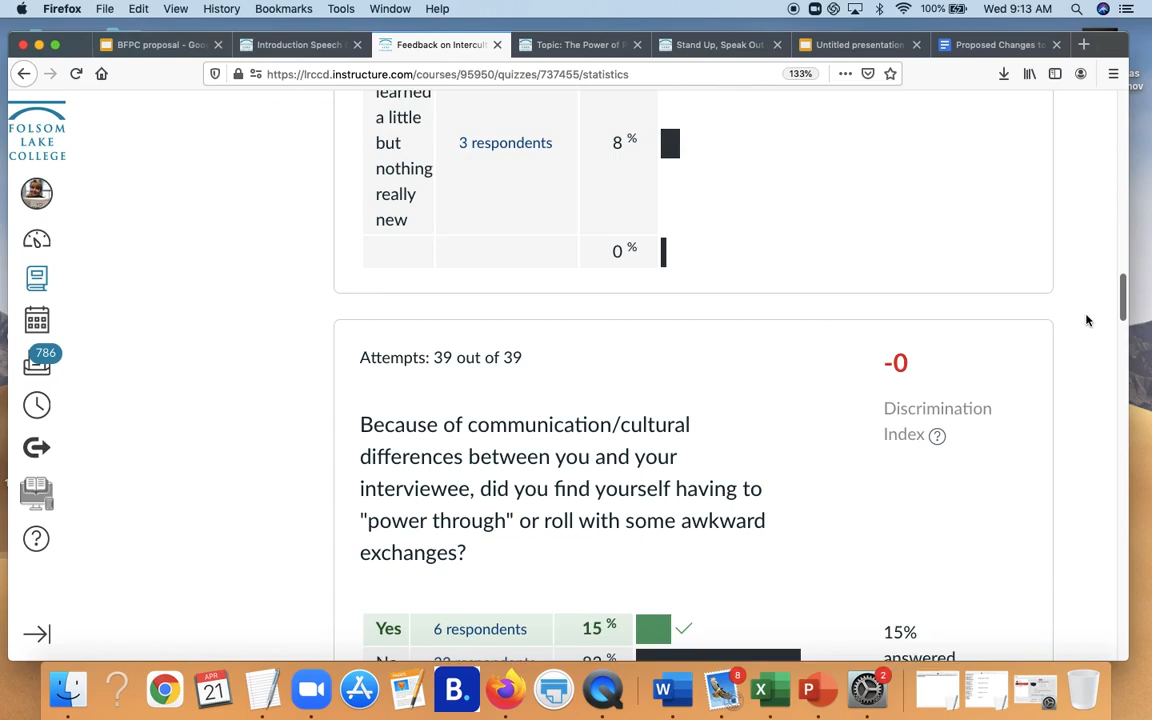 Firefox File Edit View History Bookmarks Tools Window Help 100% Wed 9:13 AM
BFPC proposal - Goo
Introduction Speech (
Feedback on Intercult
Topic: The Power of P
Stand Up, Speak Out
Untitled presentation
Proposed Changes to
https://lrccd.instructure.com/courses/95950/quizzes/737455/statistics
133%
FOLSOM
LAKE
COLLEGE
786
learned
a little
but
nothing
really
new
3 respondents
8 %
0 %
Attempts: 39 out of 39
-0
Discrimination
Index
Because of communication/cultural
differences between you and your
interviewee, did you find yourself having to
"power through" or roll with some awkward
exchanges?
Yes 6 respondents 15 %
15%
answered
No
APR
21
B.
W
8
X
P
2